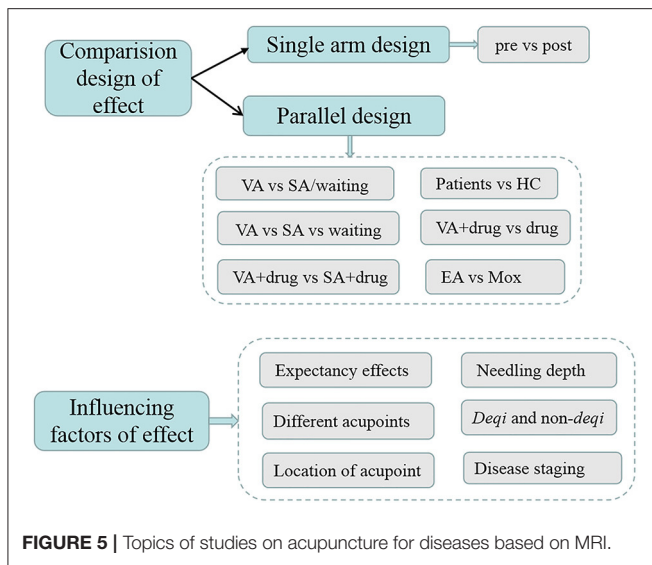 Comparision
design of
effect
Single arm design
pre vs post
Parallel design
VA vs SA/waiting
Patients vs HC
VA vs SA vs waiting
VA+drug vs drug
VA+drug vs SA+drug
EA vs Mox
Influencing
factors of effect
Expectancy effects
Needling depth
Different acupoints
Deqi and non-deqi
Location of acupoint
Disease staging
FIGURE 5 | Topics of studies on acupuncture for diseases based on MRI.